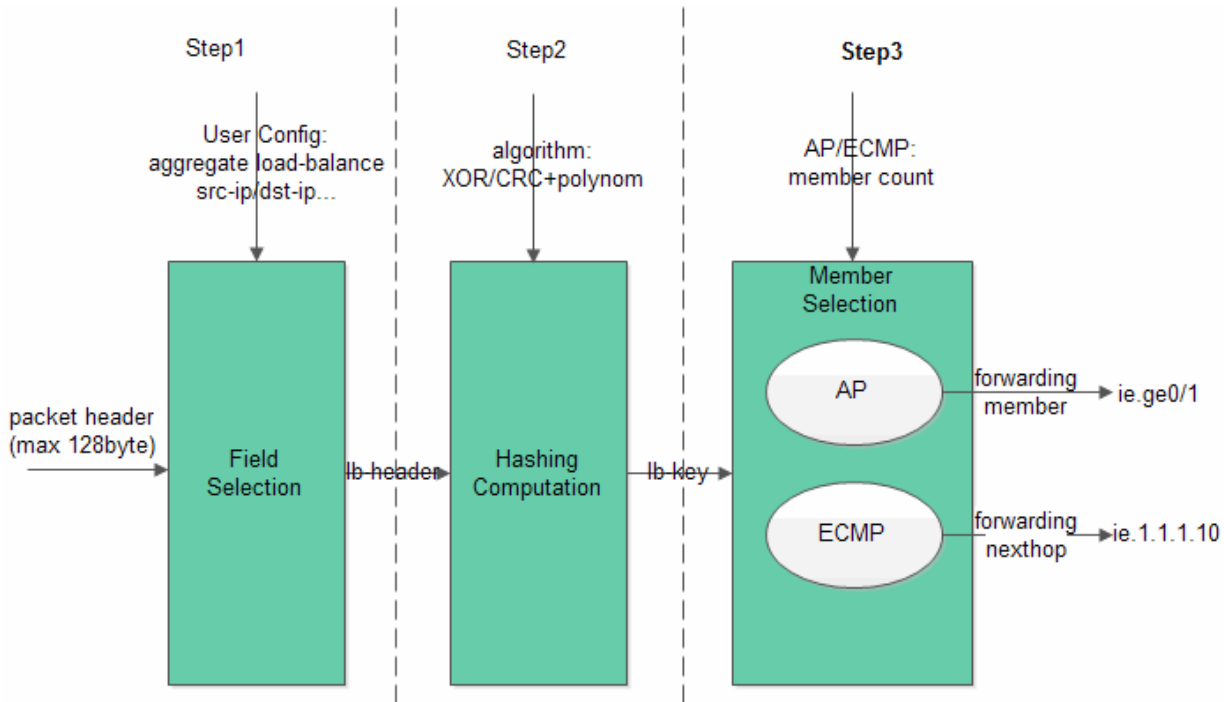 Step1
Step2
Step3
User Config:
aggregate load-balance
src-ip/dst-ip...
algorithm:
XOR/CRC+polynom
AP/ECMP:
member count
packet header
(max 128byte)
Field
Selection
lb-header
Hashing
Computation
lb-key
Member
Selection
AP
forwarding
member
ie.ge0/1
ECMP
forwarding
nexthop
ie.1.1.1.10